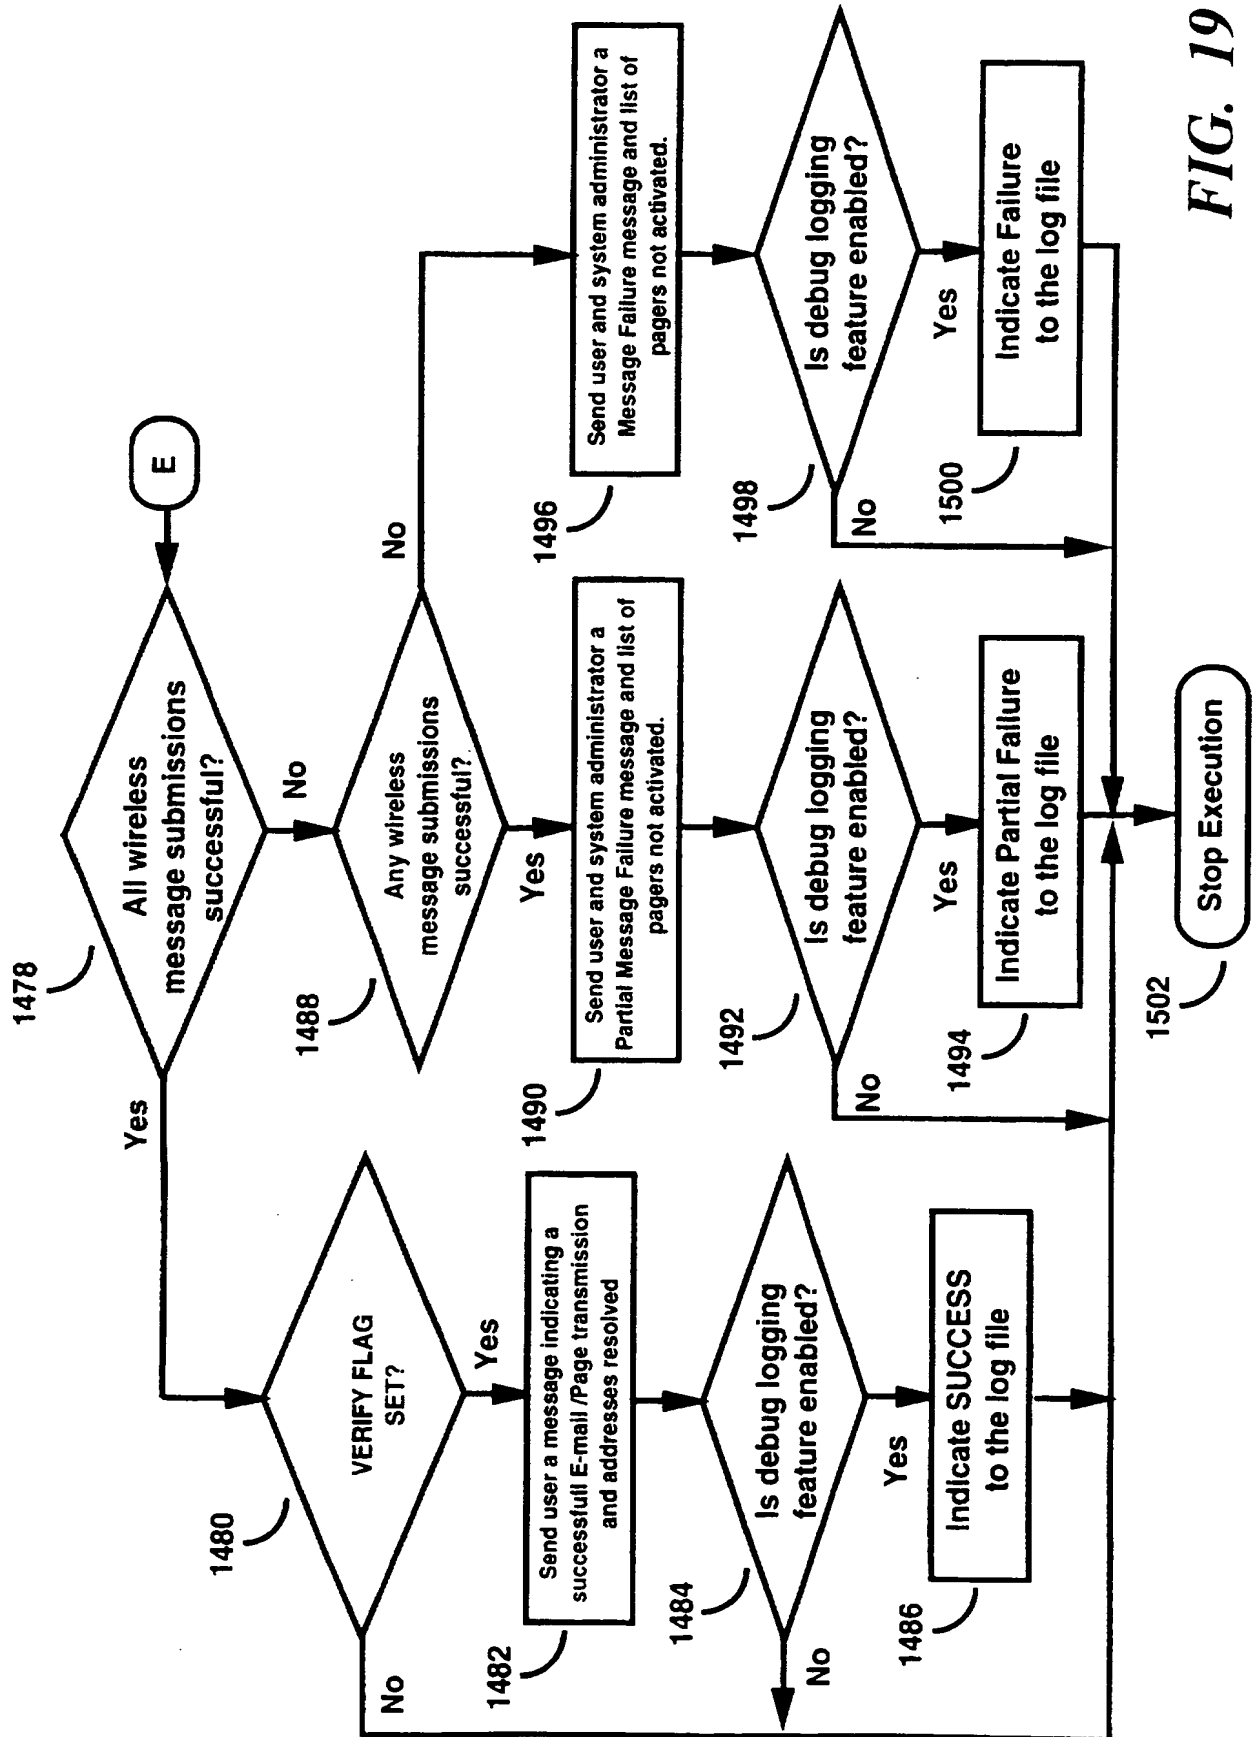 E
1478
All wireless
message submissions
successful?
Yes
No
1480
VERIFY FLAG
SET?
No
Yes
1482
Send user a message indicating a
successfull E-mail /Page transmission
and addresses resolved
1484
Is debug logging
feature enabled?
No
Yes
1486
Indicate SUCCESS
to the log file
1488
Any wireless
message submissions
successful?
No
Yes
1490
Send user and system administrator a
Partial Message Failure message and list of
pagers not activated.
1492
Is debug logging
feature enabled?
No
Yes
1494
Indicate Partial Failure
to the log file
1496
Send user and system administrator a
Message Failure message and list of
pagers not activated.
1498
Is debug logging
feature enabled?
No
Yes
1500
Indicate Failure
to the log file
1502
Stop Execution
FIG. 19